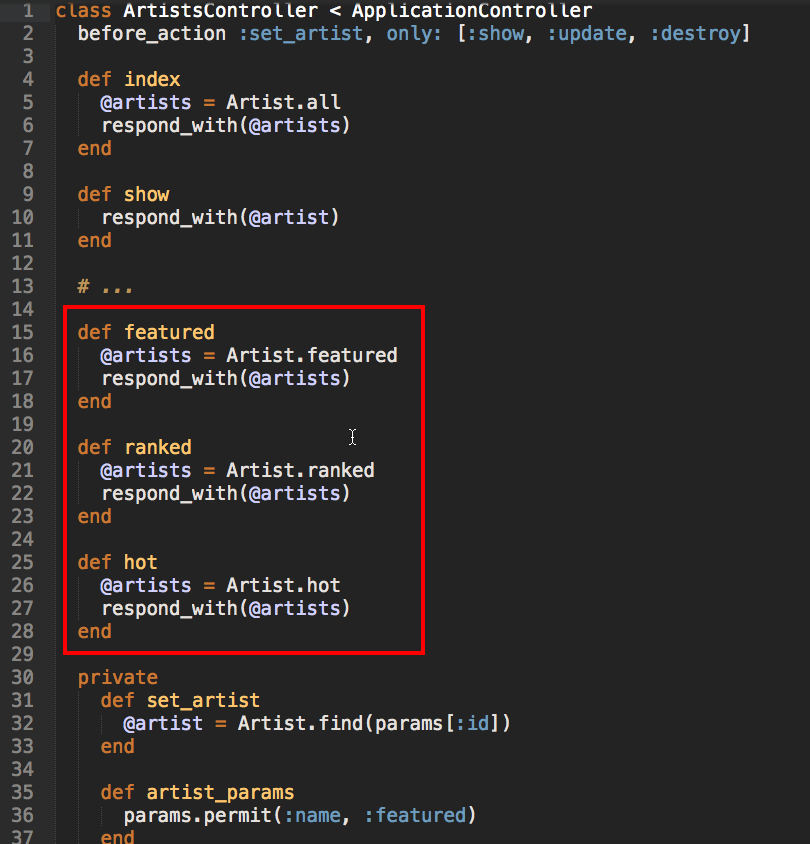 1 class ArtistsController < ApplicationController
2   before_action :set_artist, only: [:show, :update, :destroy]
3
4   def index
5     @artists = Artist.all
6     respond_with(@artists)
7   end
8
9   def show
10     respond_with(@artist)
11   end
12
13   # ...
14
15   def featured
16     @artists = Artist.featured
17     respond_with(@artists)
18   end
19
20   def ranked
21     @artists = Artist.ranked
22     respond_with(@artists)
23   end
24
25   def hot
26     @artists = Artist.hot
27     respond_with(@artists)
28   end
29
30   private
31     def set_artist
32       @artist = Artist.find(params[:id])
33     end
34
35     def artist_params
36       params.permit(:name, :featured)
37     end